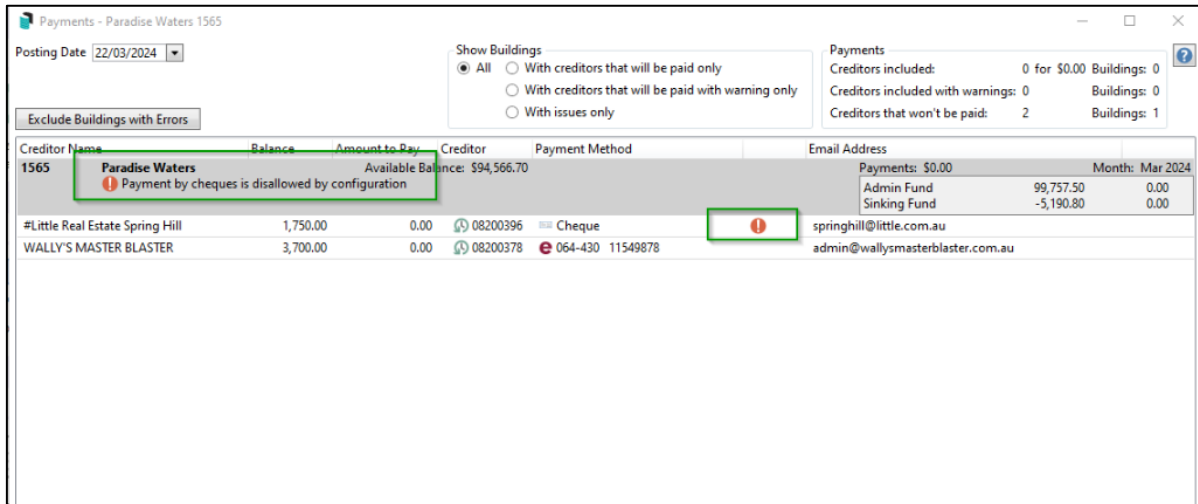 Payments - Paradise Waters 1565
Posting Date 22/03/2024
Show Buildings
All
With creditors that will be paid only
With creditors that will be paid with warning only
With issues only
Payments
Creditors included: 0 for $0.00 Buildings: 0
Creditors included with warnings: 0 Buildings: 0
Creditors that won't be paid: 2 Buildings: 1
?
Exclude Buildings with Errors
Creditor Name Balance Amount to Pay Creditor Payment Method Email Address
1565 Paradise Waters Available Balance: $94,566.70 Payments: $0.00 Month: Mar 2024
! Payment by cheques is disallowed by configuration
Admin Fund 99,757.50 0.00
Sinking Fund -5,190.80 0.00
#Little Real Estate Spring Hill 1,750.00 0.00 08200396 Cheque ! springhill@little.com.au
WALLY'S MASTER BLASTER 3,700.00 0.00 08200378 e 064-430 11549878 admin@wallysmasterblaster.com.au